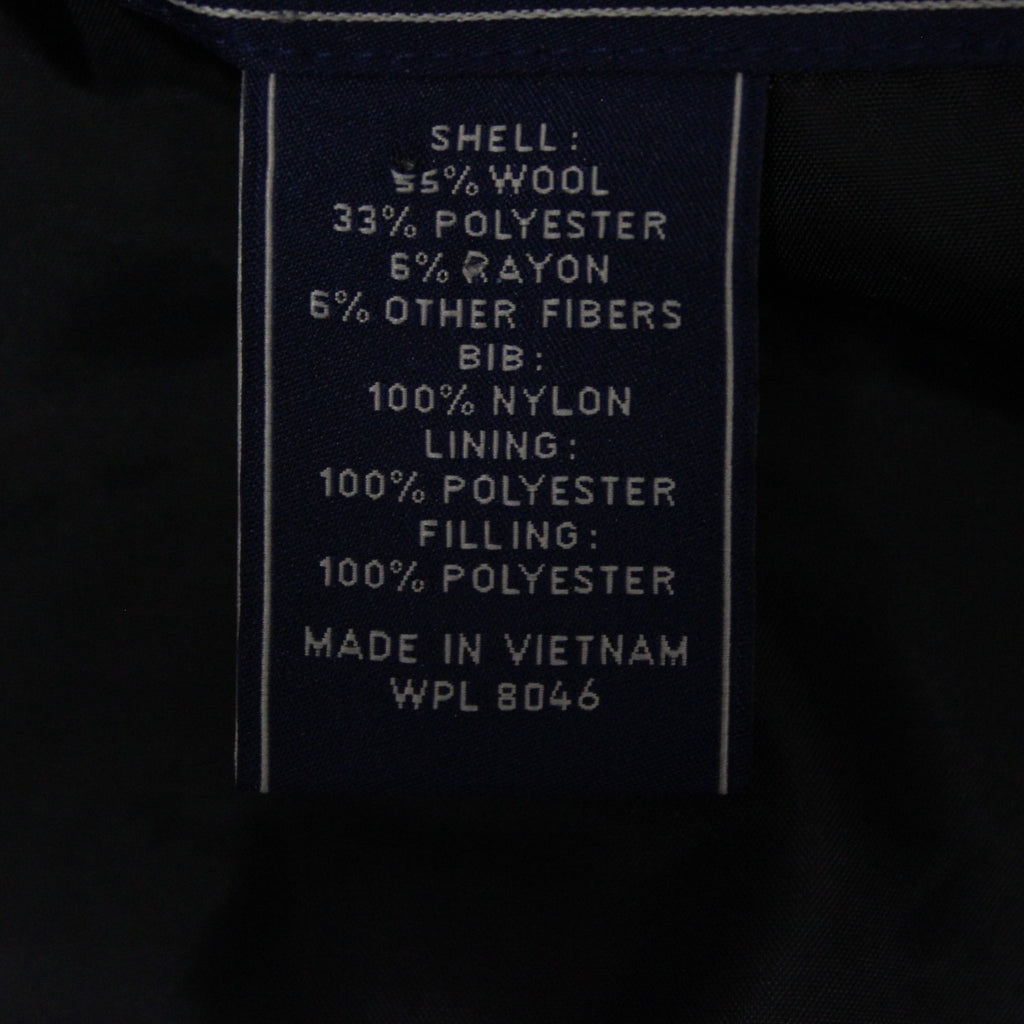 SHELL:
55% WOOL
33% POLYESTER
6% RAYON
6% OTHER FIBERS
BIB:
100% NYLON
LINING:
100% POLYESTER
FILLING:
100% POLYESTER
MADE IN VIETNAM
WPL 8046